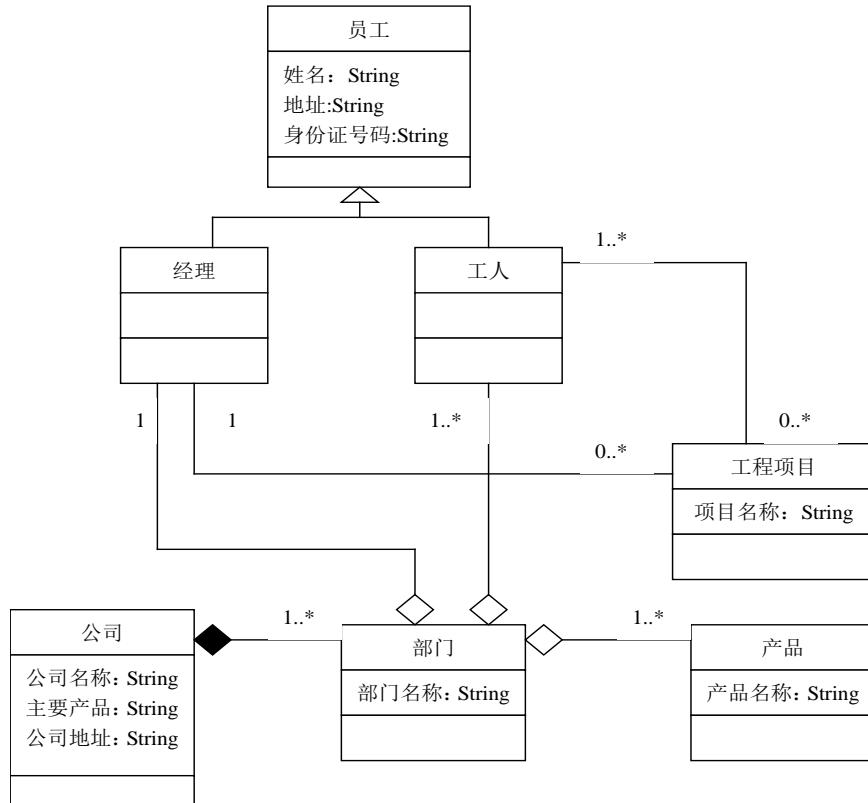 员工
姓名：String
地址:String
身份证号码:String
经理
工人
1..*
1
1
1..*
0..*
0..*
工程项目
项目名称：String
公司
公司名称：String
主要产品：String
公司地址：String
1..*
部门
部门名称：String
1..*
产品
产品名称：String